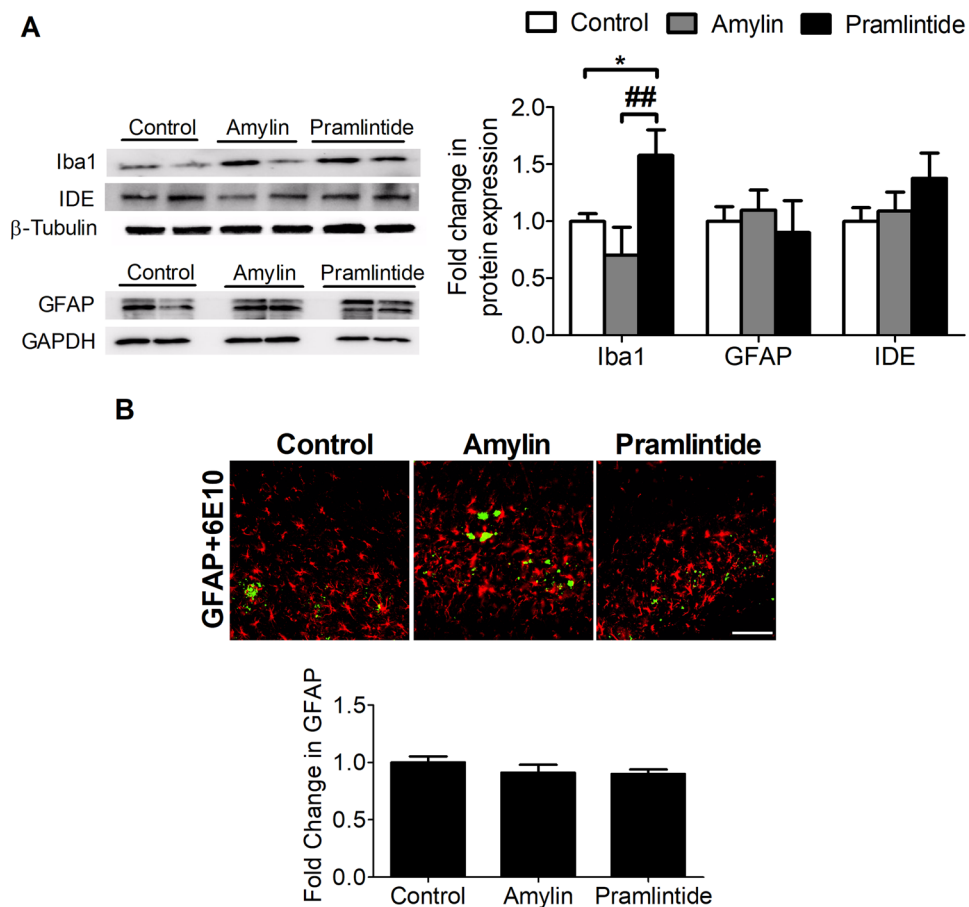 A
Control Amylin Pramlintide
Iba1
IDE
β-Tubulin
Control Amylin Pramlintide
GFAP
GAPDH
Control Amylin Pramlintide
Fold change in
protein expression
2.0
1.5
1.0
0.5
0.0
*
##
Iba1 GFAP IDE
B
Control Amylin Pramlintide
GFAP+6E10
Fold Change in GFAP
1.5
1.0
0.5
0.0
Control Amylin Pramlintide